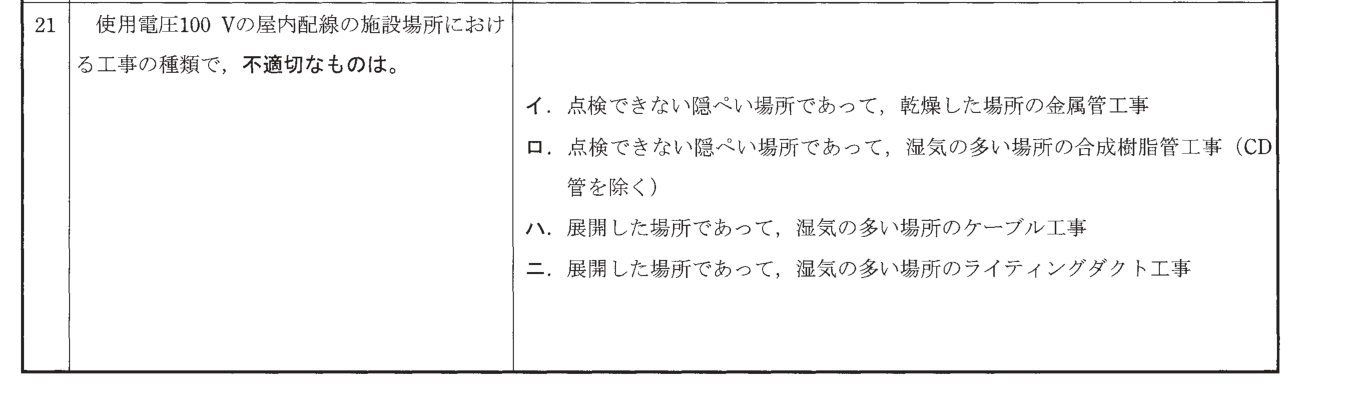 21 使用電圧100 Vの屋内配線の施設場所におけ
る工事の種類で，不適切なものは。
イ．点検できない隠ぺい場所であって，乾燥した場所の金属管工事
ロ．点検できない隠ぺい場所であって，湿気の多い場所の合成樹脂管工事（CD
管を除く）
ハ．展開した場所であって，湿気の多い場所のケーブル工事
ニ．展開した場所であって，湿気の多い場所のライティングダクト工事